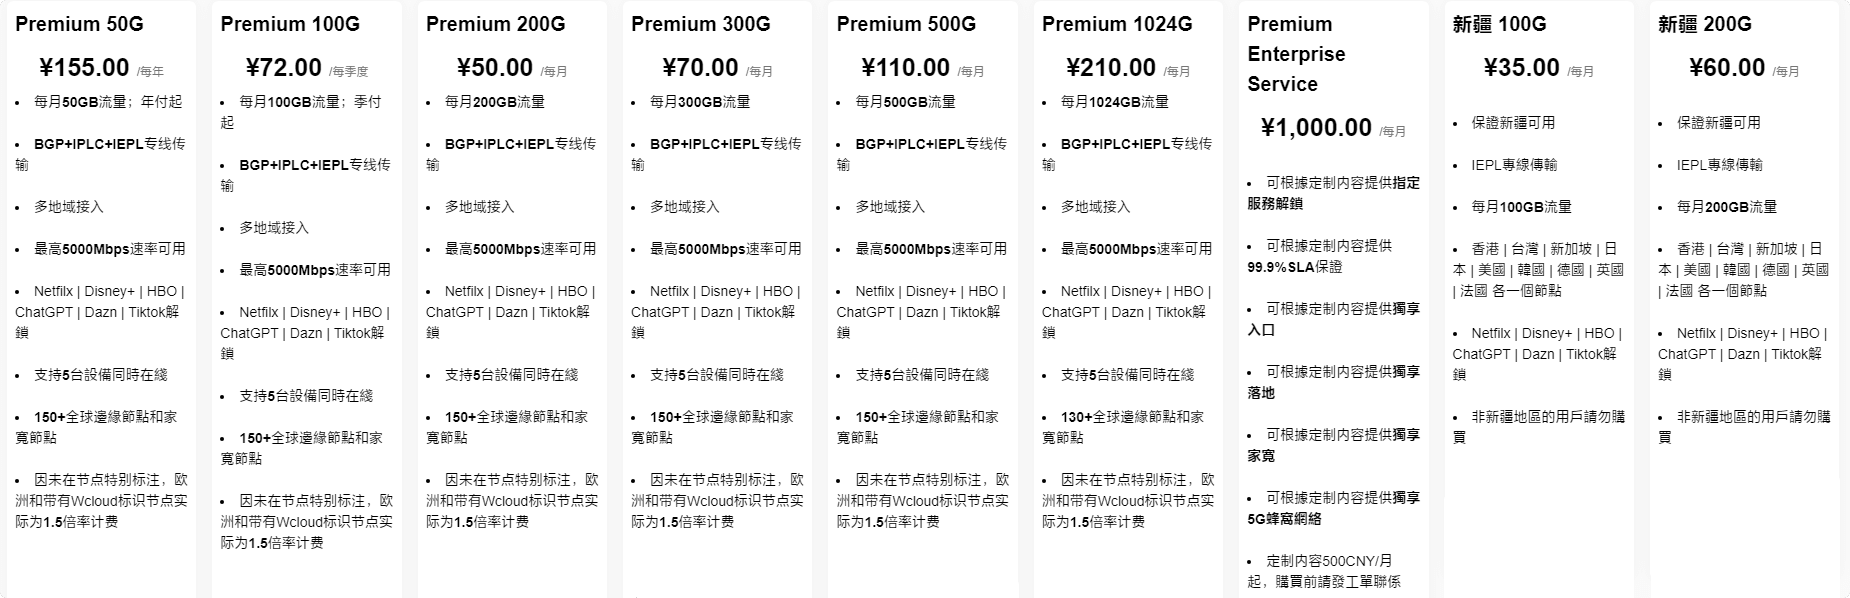 Premium 50G
¥155.00 /每年
• 每月50GB流量；年付起
• BGP+IPLC+IEPL专线传
输
• 多地域接入
• 最高5000Mbps速率可用
• Netfilx | Disney+ | HBO |
ChatGPT | Dazn | Tiktok解
鎖
• 支持5台設備同時在綫
• 150+全球邊緣節點和家
寬節點
• 因未在节点特别标注，欧
洲和带有Wcloud标识节点实
际为1.5倍率计费
Premium 100G
¥72.00 /每季度
• 每月100GB流量；季付
起
• BGP+IPLC+IEPL专线传
输
• 多地域接入
• 最高5000Mbps速率可用
• Netfilx | Disney+ | HBO |
ChatGPT | Dazn | Tiktok解
鎖
• 支持5台設備同時在綫
• 150+全球邊緣節點和家
寬節點
• 因未在节点特别标注，欧
洲和带有Wcloud标识节点实
际为1.5倍率计费
Premium 200G
¥50.00 /每月
• 每月200GB流量
• BGP+IPLC+IEPL专线传
输
• 多地域接入
• 最高5000Mbps速率可用
• Netfilx | Disney+ | HBO |
ChatGPT | Dazn | Tiktok解
鎖
• 支持5台設備同時在綫
• 150+全球邊緣節點和家
寬節點
• 因未在节点特别标注，欧
洲和带有Wcloud标识节点实
际为1.5倍率计费
Premium 300G
¥70.00 /每月
• 每月300GB流量
• BGP+IPLC+IEPL专线传
输
• 多地域接入
• 最高5000Mbps速率可用
• Netfilx | Disney+ | HBO |
ChatGPT | Dazn | Tiktok解
鎖
• 支持5台設備同時在綫
• 150+全球邊緣節點和家
寬節點
• 因未在节点特别标注，欧
洲和带有Wcloud标识节点实
际为1.5倍率计费
Premium 500G
¥110.00 /每月
• 每月500GB流量
• BGP+IPLC+IEPL专线传
输
• 多地域接入
• 最高5000Mbps速率可用
• Netfilx | Disney+ | HBO |
ChatGPT | Dazn | Tiktok解
鎖
• 支持5台設備同時在綫
• 150+全球邊緣節點和家
寬節點
• 因未在节点特别标注，欧
洲和带有Wcloud标识节点实
际为1.5倍率计费
Premium 1024G
¥210.00 /每月
• 每月1024GB流量
• BGP+IPLC+IEPL专线传
输
• 多地域接入
• 最高5000Mbps速率可用
• Netfilx | Disney+ | HBO |
ChatGPT | Dazn | Tiktok解
鎖
• 支持5台設備同時在綫
• 130+全球邊緣節點和家
寬節點
• 因未在节点特别标注，欧
洲和带有Wcloud标识节点实
际为1.5倍率计费
Premium
Enterprise
Service
¥1,000.00 /每月
• 可根據定制内容提供指定
服務解鎖
• 可根據定制内容提供
99.9%SLA保證
• 可根據定制内容提供獨享
入口
• 可根據定制内容提供獨享
落地
• 可根據定制内容提供獨享
家寬
• 可根據定制内容提供獨享
5G蜂窩網絡
• 定制内容500CNY/月
起，購買前請發工單聯係
新疆 100G
¥35.00 /每月
• 保證新疆可用
• IEPL專線傳輸
• 每月100GB流量
• 香港 | 台灣 | 新加坡 | 日
本 | 美國 | 韓國 | 德國 | 英國
| 法國 各一個節點
• Netfilx | Disney+ | HBO |
ChatGPT | Dazn | Tiktok解
鎖
• 非新疆地區的用戶請勿購
買
新疆 200G
¥60.00 /每月
• 保證新疆可用
• IEPL專線傳輸
• 每月200GB流量
• 香港 | 台灣 | 新加坡 | 日
本 | 美國 | 韓國 | 德國 | 英國
| 法國 各一個節點
• Netfilx | Disney+ | HBO |
ChatGPT | Dazn | Tiktok解
鎖
• 非新疆地區的用戶請勿購
買